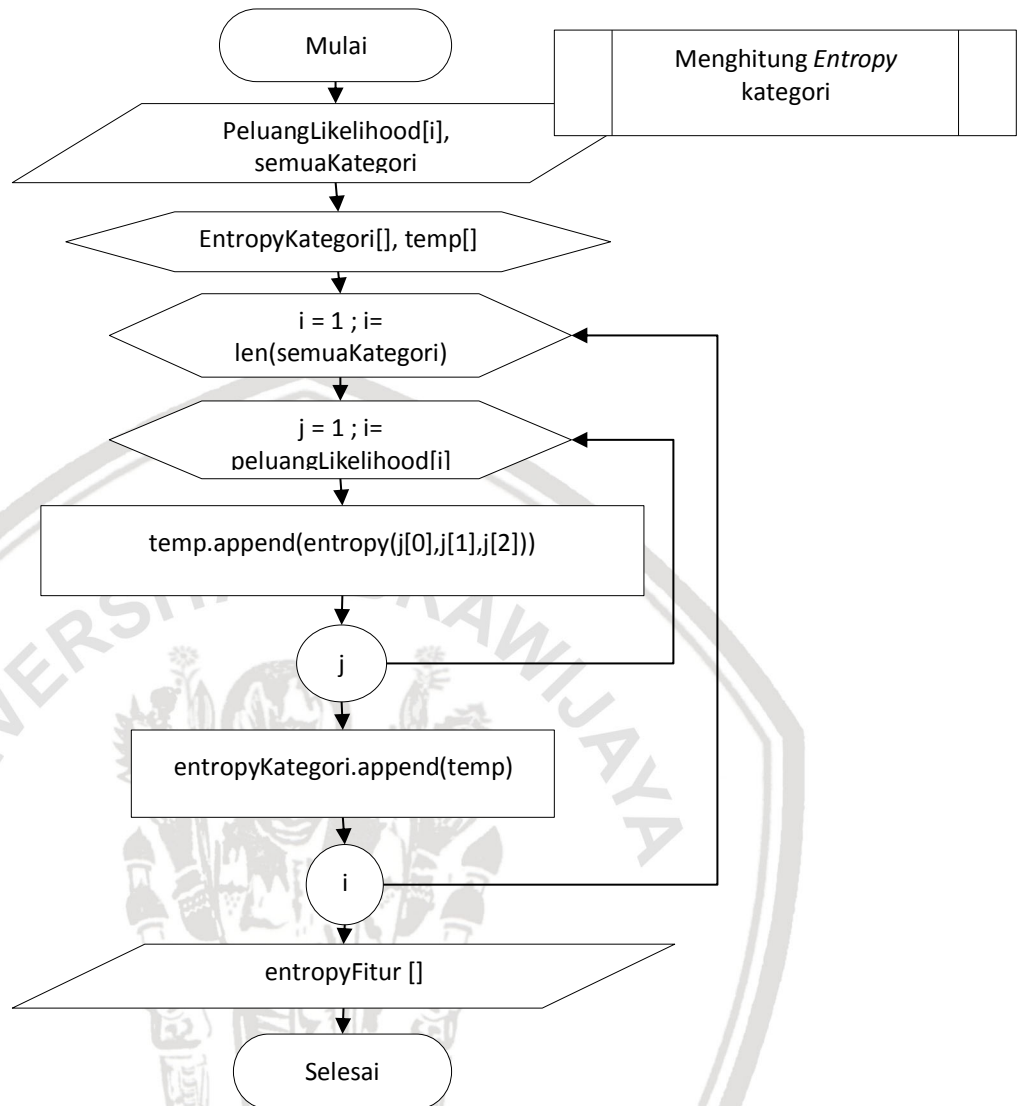 Mulai
Menghitung Entropy
kategori
PeluangLikelihood[i],
semuaKategori
EntropyKategori[], temp[]
i = 1 ; i=
len(semuaKategori)
j = 1 ; i=
peluangLikelihood[i]
temp.append(entropy(j[0],j[1],j[2]))
j
entropyKategori.append(temp)
i
entropyFitur []
Selesai